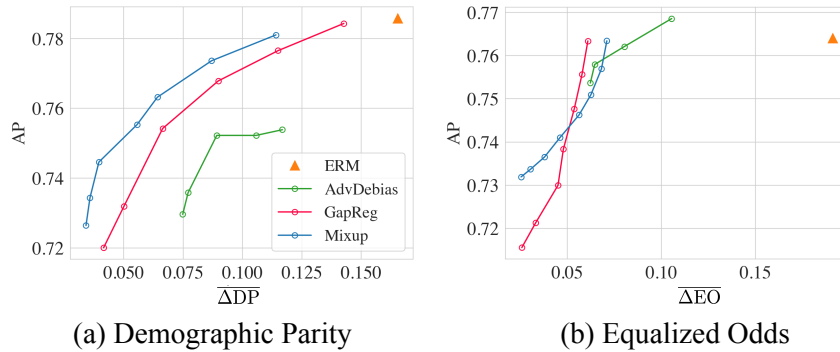 0.78
0.76
0.74
0.72
AP
ERM
AdvDebias
GapReg
Mixup
0.050 0.075 0.100 0.125 0.150
ΔDP
(a) Demographic Parity
0.77
0.76
0.75
0.74
0.73
0.72
AP
0.05 0.10 0.15
ΔEO
(b) Equalized Odds